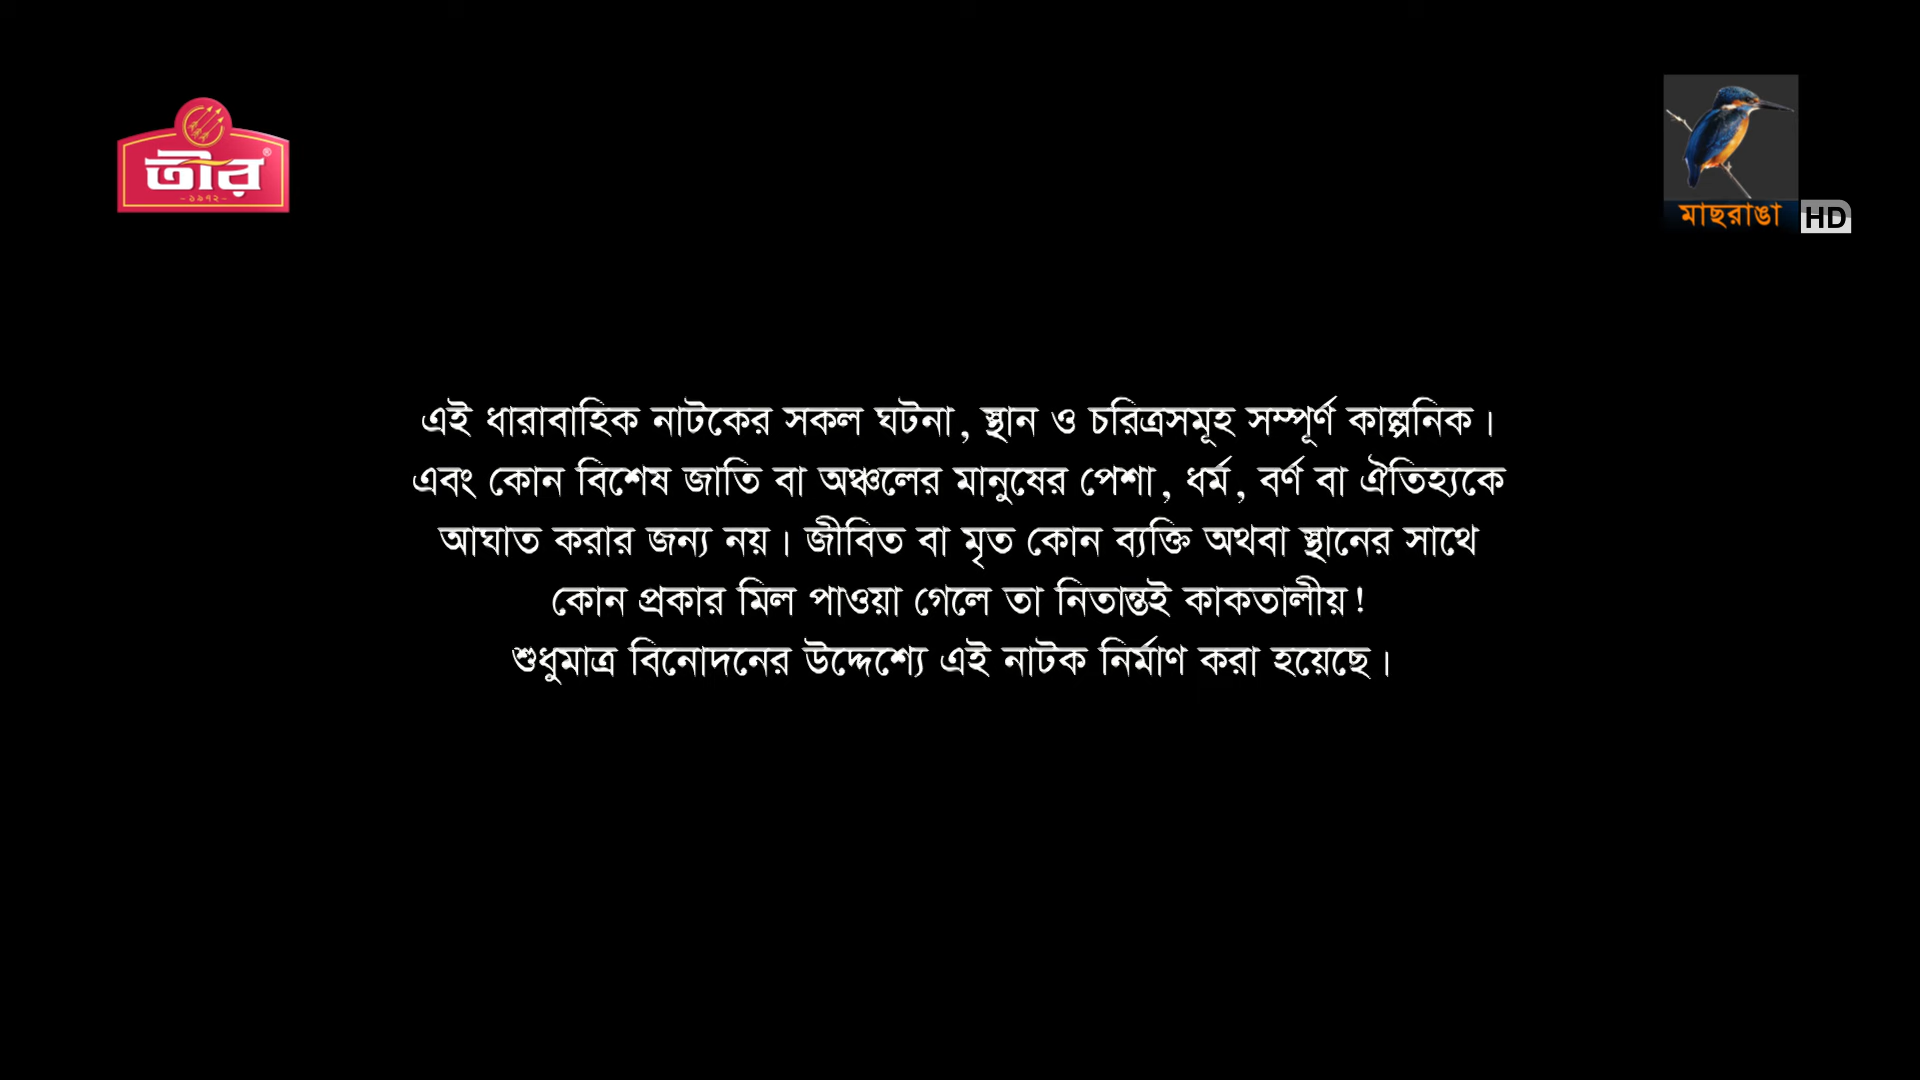 তীর®
-১৯৭২-
মাছরাঙা HD
এই ধারাবাহিক নাটকের সকল ঘটনা, স্থান ও চরিত্রসমূহ সম্পূর্ণ কাল্পনিক।
এবং কোন বিশেষ জাতি বা অঞ্চলের মানুষের পেশা, ধর্ম, বর্ণ বা ঐতিহ্যকে
আঘাত করার জন্য নয়। জীবিত বা মৃত কোন ব্যক্তি অথবা স্থানের সাথে
কোন প্রকার মিল পাওয়া গেলে তা নিতান্তই কাকতালীয়!
শুধুমাত্র বিনোদনের উদ্দেশ্যে এই নাটক নির্মাণ করা হয়েছে।